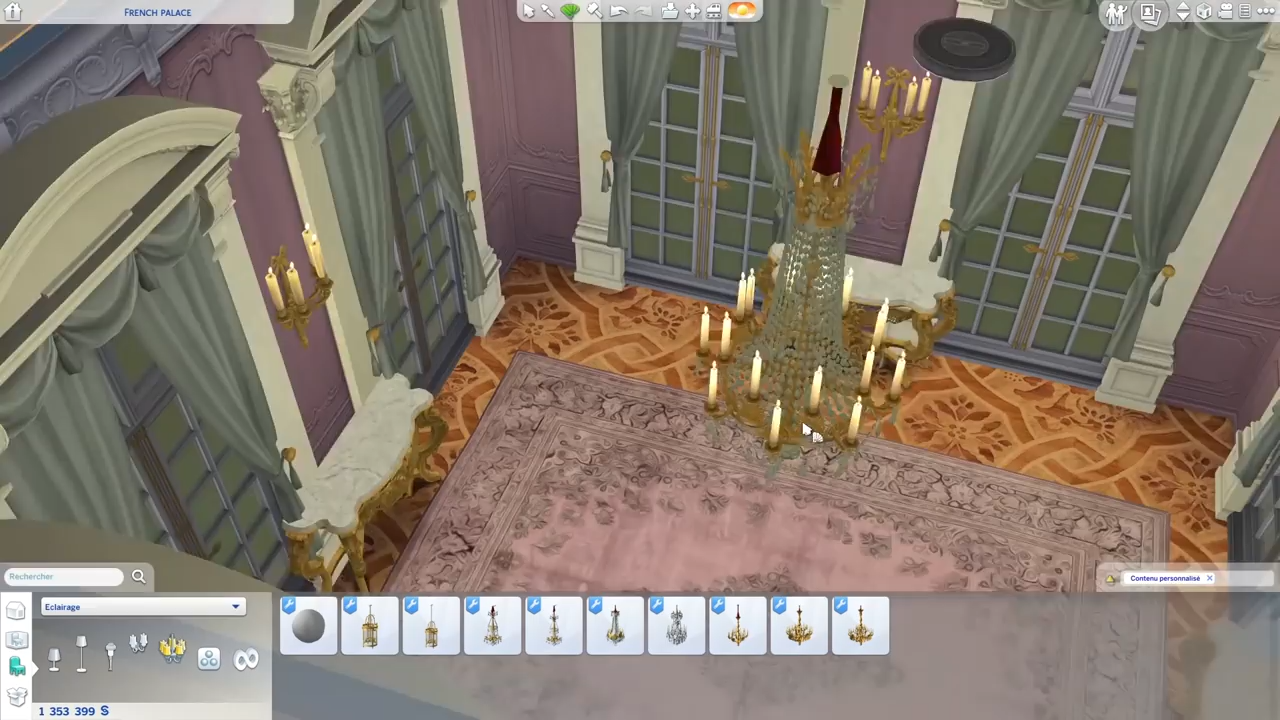 FRENCH PALACE
Rechercher
Contenu personnalisé
Eclairage
1 353 399 $